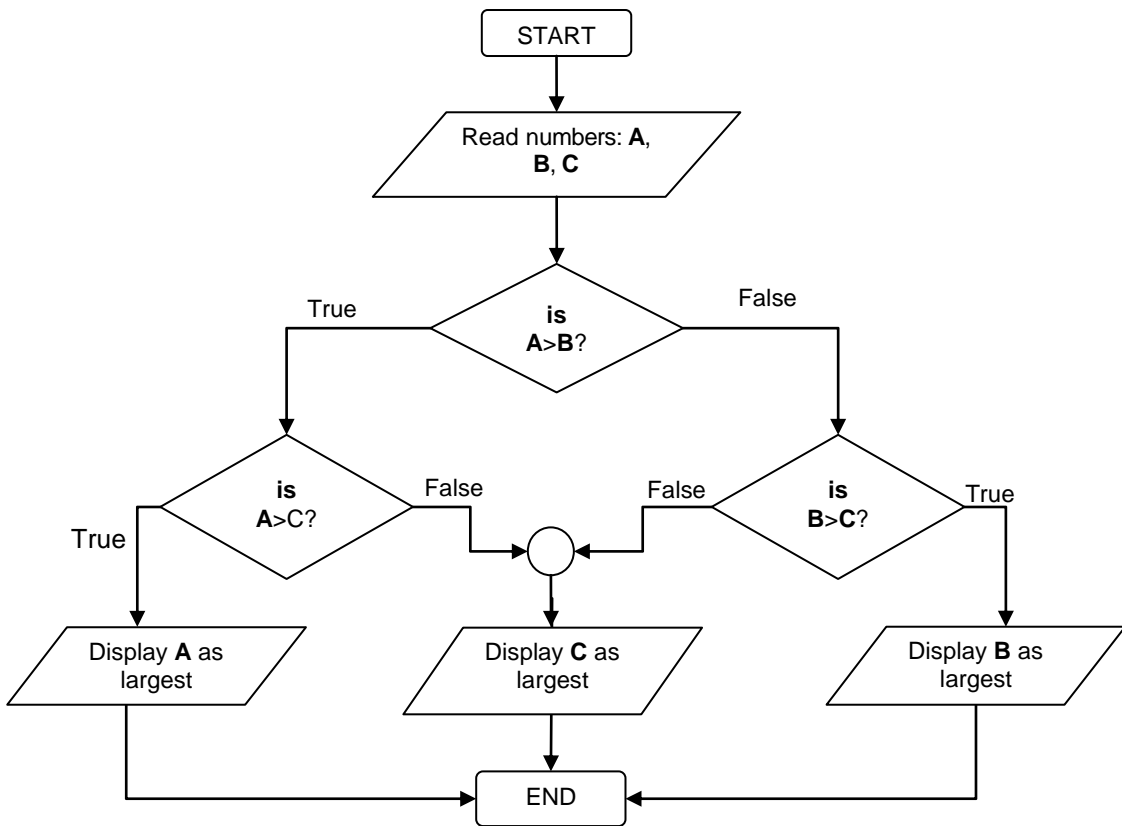 START
Read numbers: A,
B, C
is
A>B?
True
False
is
A>C?
True
False
is
B>C?
False
True
Display A as
largest
Display C as
largest
Display B as
largest
END